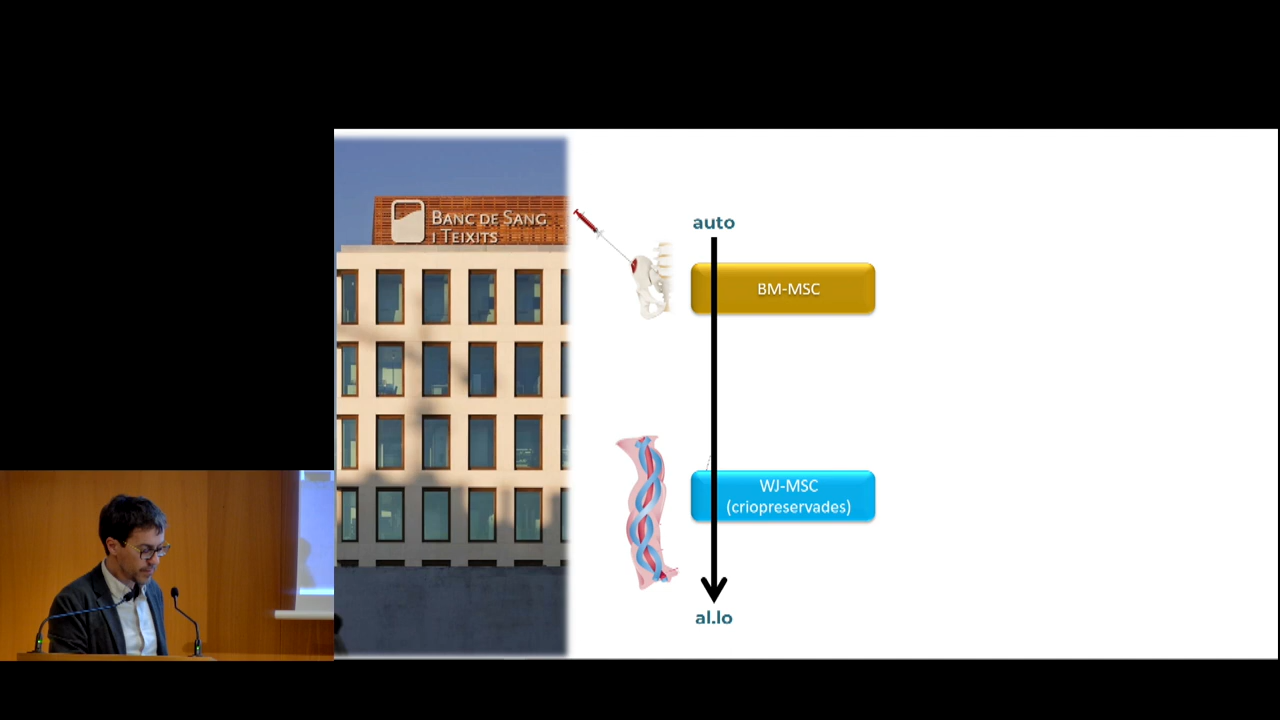 BANC DE SANG
I TEIXITS
auto
BM-MSC
WJ-MSC
(criopreservades)
al.lo